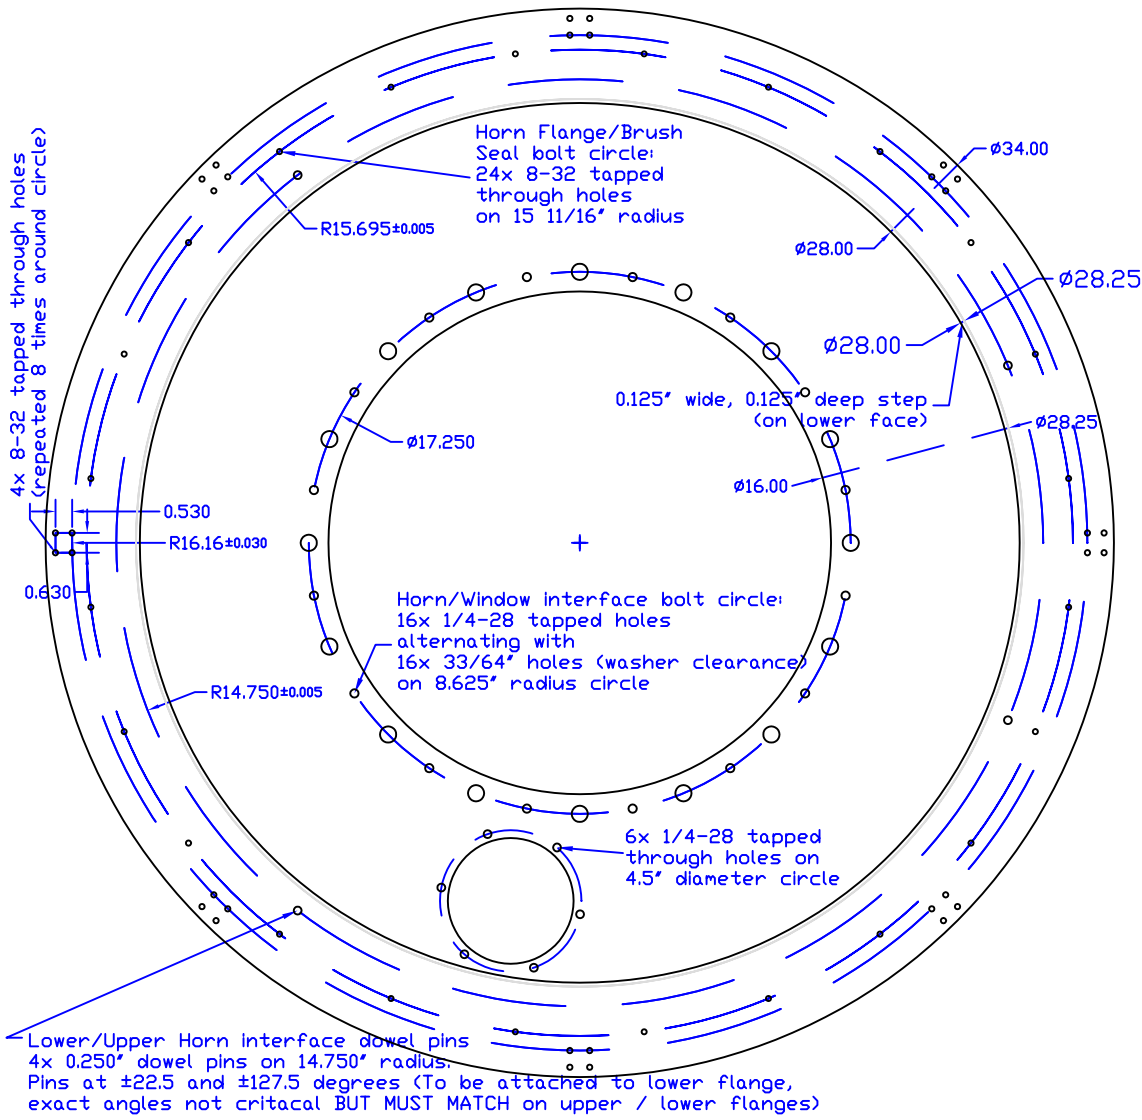 Horn Flange/Brush
Seal bolt circle:
24x 8-32 tapped
through holes
on 15 11/16" radius
Ø34.00
R15.695±0.005
Ø28.00
Ø28.25
Ø28.00
0.125" wide, 0.125" deep step
(on lower face)
Ø28.25
Ø17.250
Ø16.00
4x 8-32 tapped through holes
(repeated 8 times around circle)
0.530
R16.16±0.030
0.630
Horn/Window interface bolt circle:
16x 1/4-28 tapped holes
alternating with
16x 33/64" holes (washer clearance)
on 8.625" radius circle
R14.750±0.005
6x 1/4-28 tapped
through holes on
4.5" diameter circle
Lower/Upper Horn interface dowel pins
4x 0.250" dowel pins on 14.750" radius.
Pins at ±22.5 and ±127.5 degrees (To be attached to lower flange,
exact angles not critacal BUT MUST MATCH on upper / lower flanges)